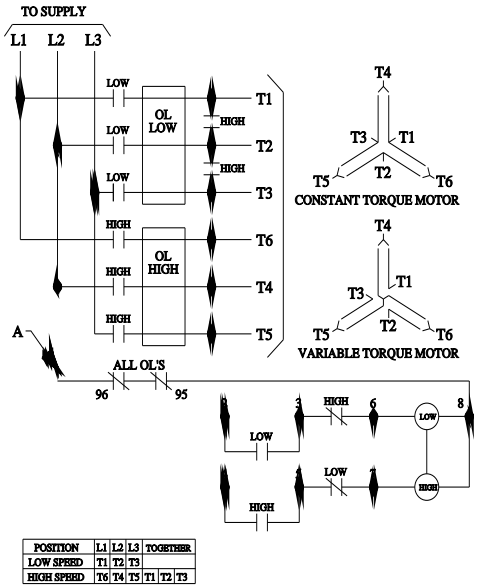 TO SUPPLY
L1 L2 L3
LOW
OL
LOW
T1
HIGH
LOW
T2
HIGH
LOW
T3
HIGH
OL
HIGH
T6
HIGH
T4
HIGH
T5
T4
T3 T1
T2
T5 T6
CONSTANT TORQUE MOTOR
T4
T1
T3
T2
T5 T6
VARIABLE TORQUE MOTOR
A
ALL OL'S
96 95
3 HIGH 6 8
LOW
LOW
LOW
HIGH
HIGH
POSITION L1 L2 L3 TOGETHER
LOW SPEED T1 T2 T3
HIGH SPEED T6 T4 T5 T1 T2 T3